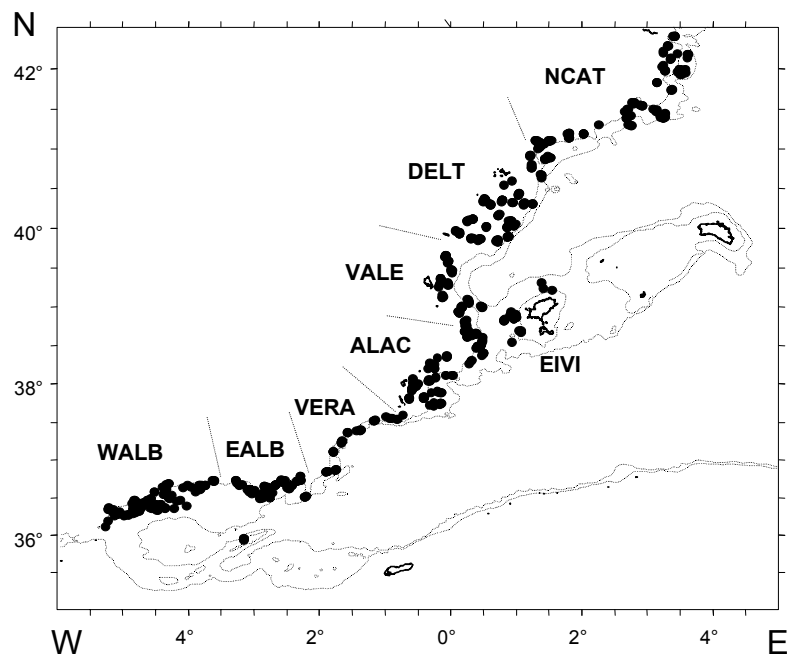 N
42°
NCAT
DELT
40°
VALE
ALAC
EIVI
38°
VERA
WALB
EALB
36°
W
4°
2°
0°
2°
4°
E